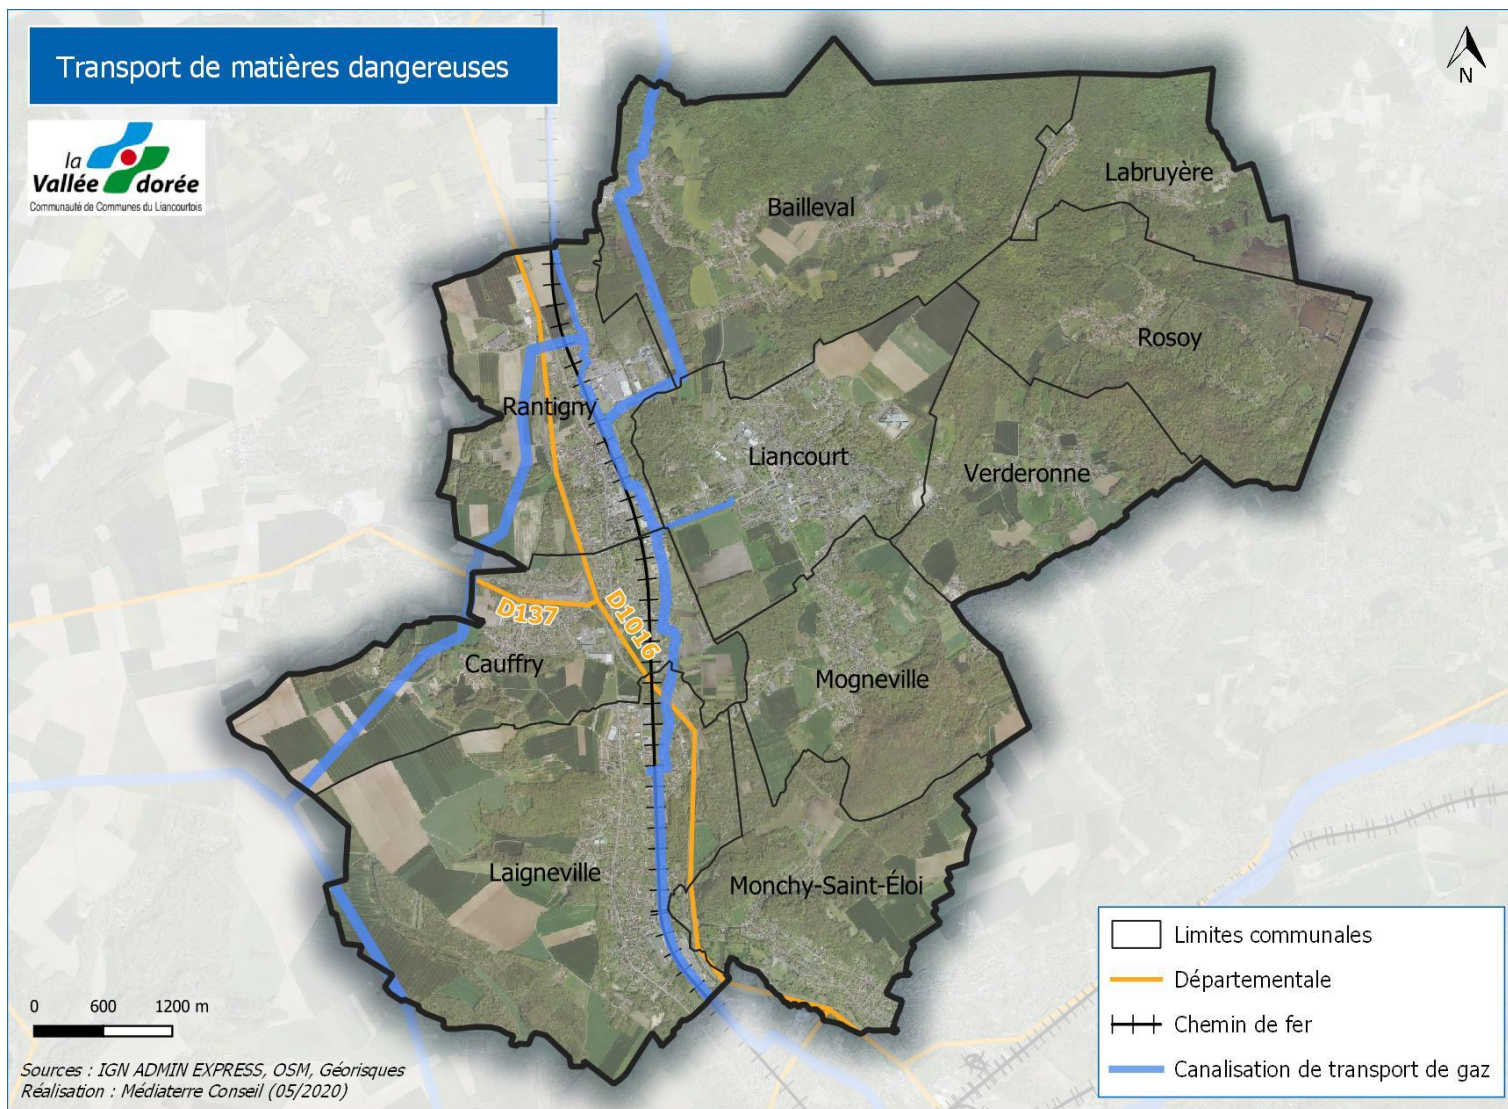 Transport de matières dangereuses
N
la
Vallée dorée
Communauté de Communes du Liancourtois
Labruyère
Bailleval
Rosoy
Rantigny
Liancourt
Verderonne
D137
D1016
Cauffry
Mogneville
Laigneville
Monchy-Saint-Éloi
Limites communales
Départementale
Chemin de fer
Canalisation de transport de gaz
0 600 1200 m
Sources : IGN ADMIN EXPRESS, OSM, Géorisques
Réalisation : Médiaterre Conseil (05/2020)